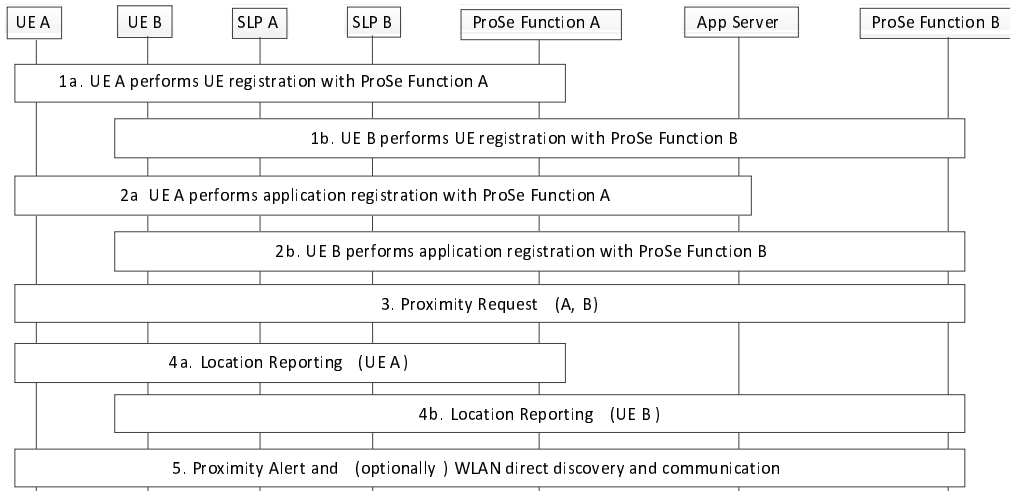 UE A
UE B
SLP A
SLP B
ProSe Function A
App Server
ProSe Function B
1a. UE A performs UE registration with ProSe Function A
1b. UE B performs UE registration with ProSe Function B
2a UE A performs application registration with ProSe Function A
2b. UE B performs application registration with ProSe Function B
3. Proximity Request (A, B)
4a. Location Reporting (UE A)
4b. Location Reporting (UE B)
5. Proximity Alert and (optionally) WLAN direct discovery and communication